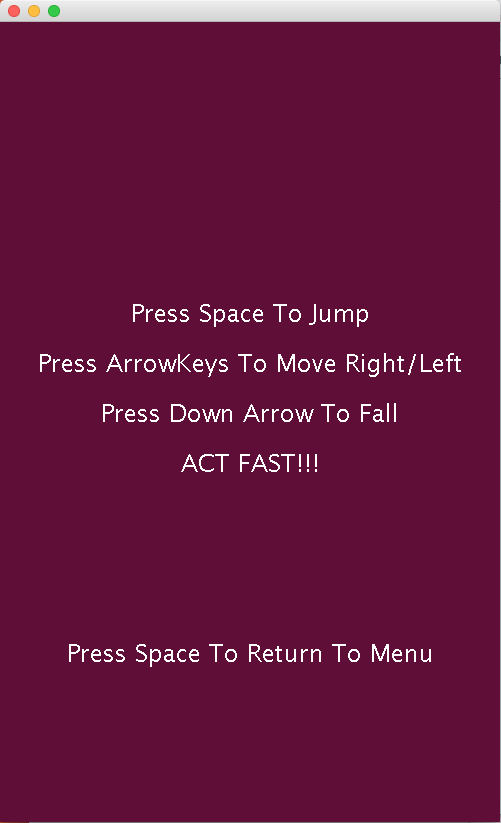 Press Space To Jump
Press ArrowKeys To Move Right/Left
Press Down Arrow To Fall
ACT FAST!!!
Press Space To Return To Menu